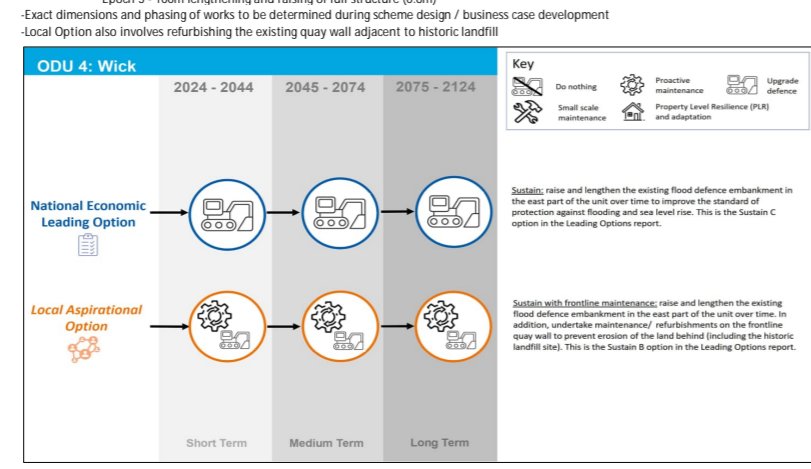 -Exact dimensions and phasing of works to be determined during scheme design / business case development
-Local Option also involves refurbishing the existing quay wall adjacent to historic landfill
ODU 4: Wick
2024 - 2044
2045 - 2074
2075 - 2124
Key
Do nothing
Proactive
maintenance
Upgrade
defence
Small scale
maintenance
Property Level Resilience (PLR)
and adaptation
National Economic
Leading Option
Sustain: raise and lengthen the existing flood defence embankment in
the east part of the unit over time to improve the standard of
protection against flooding and sea level rise. This is the Sustain C
option in the Leading Options report.
Local Aspirational
Option
Sustain with frontline maintenance: raise and lengthen the existing
flood defence embankment in the east part of the unit over time. In
addition, undertake maintenance/ refurbishments on the frontline
quay wall to prevent erosion of the land behind (including the historic
landfill site). This is the Sustain B option in the Leading Options report.
Short Term
Medium Term
Long Term